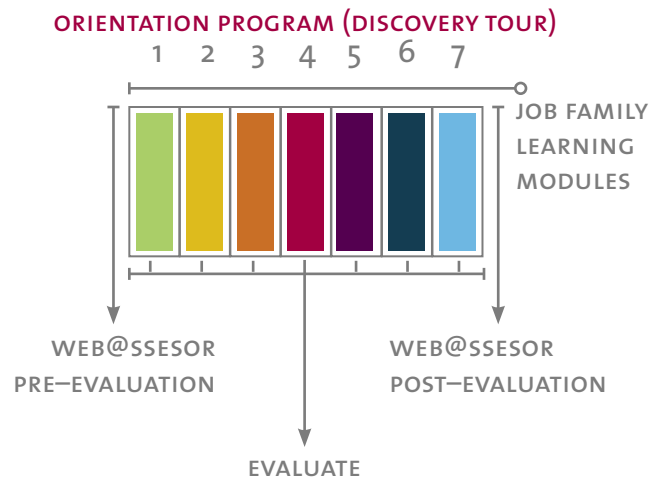 ORIENTATION PROGRAM (DISCOVERY TOUR)
1 2 3 4 5 6 7
JOB FAMILY
LEARNING
MODULES
WEB@SSESOR
PRE–EVALUATION
WEB@SSESOR
POST–EVALUATION
EVALUATE